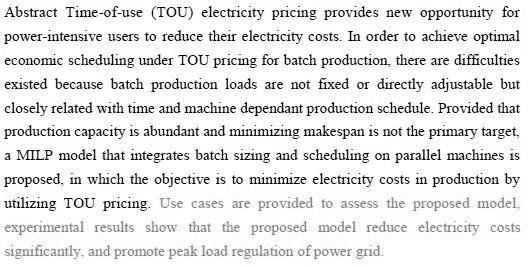 Abstract Time-of-use (TOU) electricity pricing provides new opportunity for
power-intensive users to reduce their electricity costs. In order to achieve optimal
economic scheduling under TOU pricing for batch production, there are difficulties
existed because batch production loads are not fixed or directly adjustable but
closely related with time and machine dependant production schedule. Provided that
production capacity is abundant and minimizing makespan is not the primary target,
a MILP model that integrates batch sizing and scheduling on parallel machines is
proposed, in which the objective is to minimize electricity costs in production by
utilizing TOU pricing. Use cases are provided to assess the proposed model,
experimental results show that the proposed model reduce electricity costs
significantly, and promote peak load regulation of power grid.